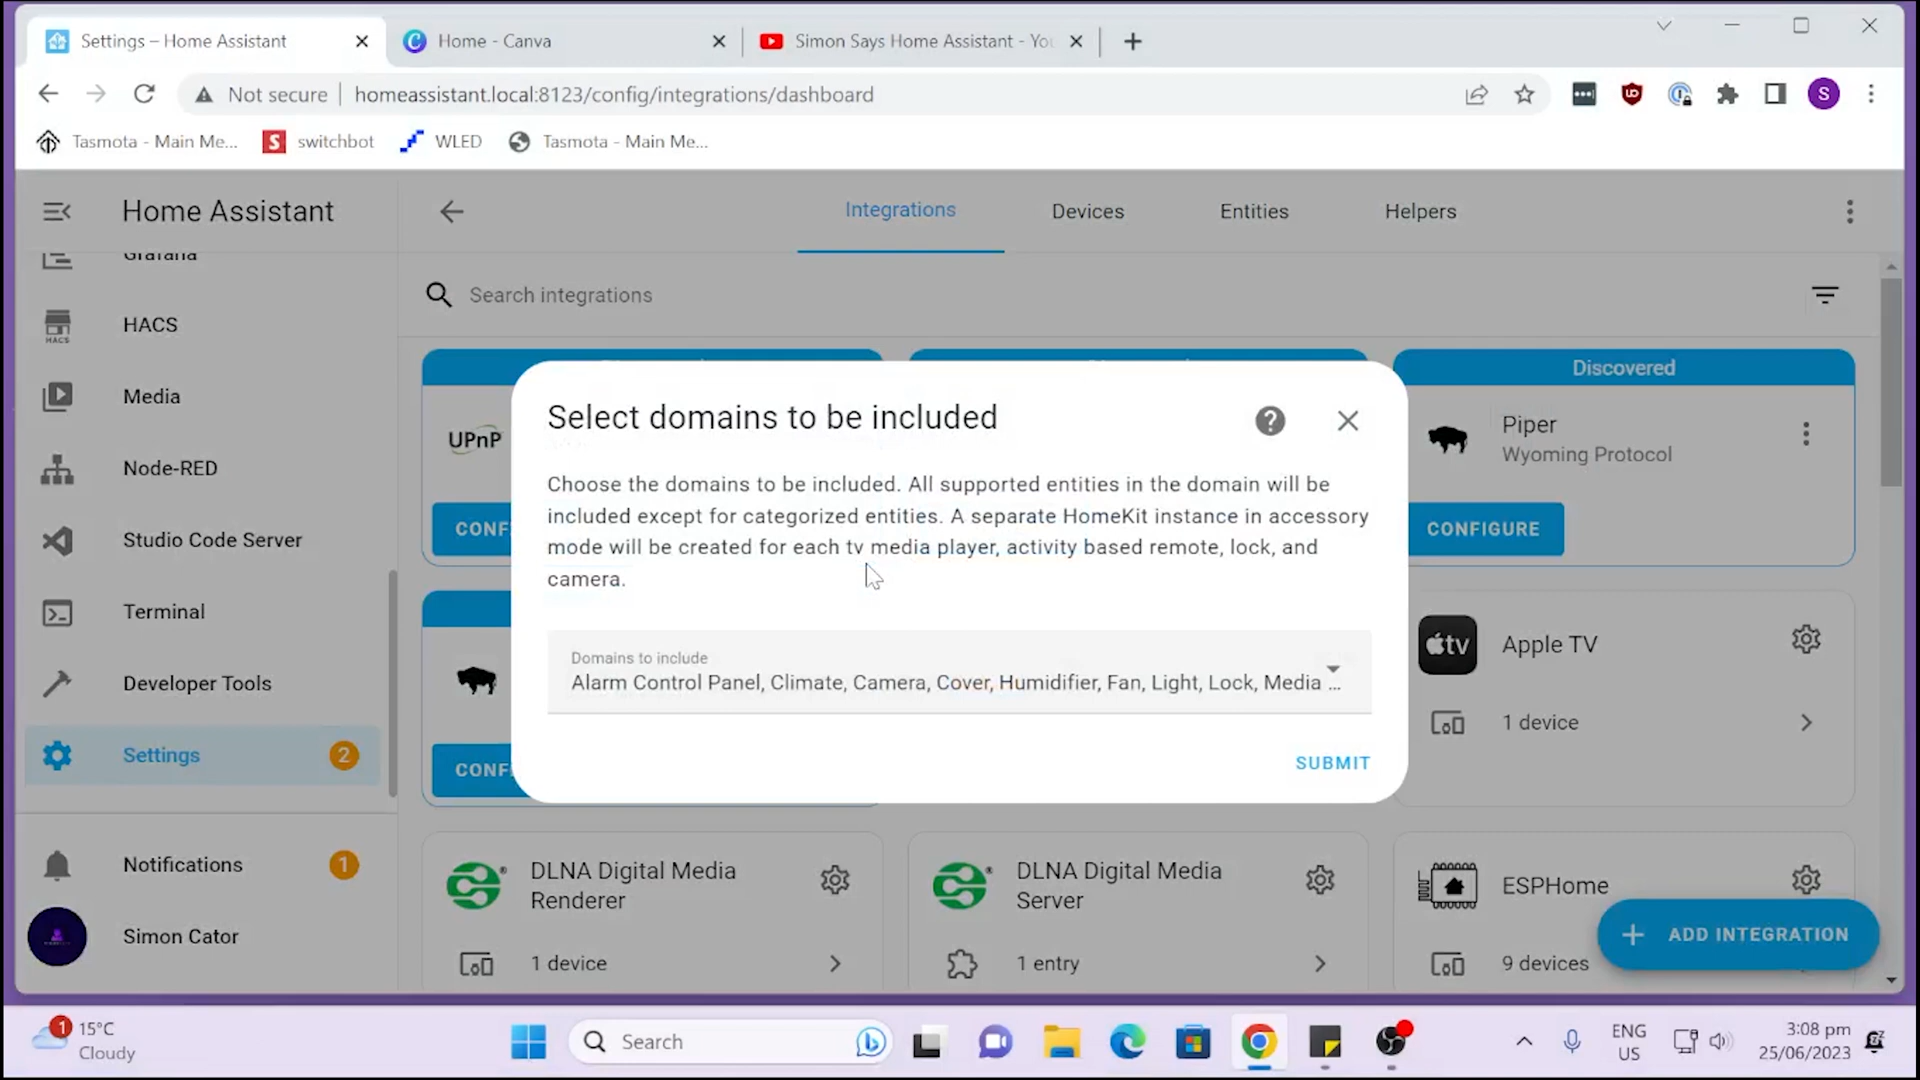 Settings – Home Assistant
Home - Canva
Simon Says Home Assistant - You
Not secure
homeassistant.local:8123/config/integrations/dashboard
S
Tasmota - Main Me...
switchbot
WLED
Tasmota - Main Me...
Home Assistant
Integrations
Devices
Entities
Helpers
Grafana
HACS
Media
Node-RED
Studio Code Server
Terminal
Developer Tools
Settings
2
Notifications
1
Simon Cator
Search integrations
UPnP
CONF
CONF
Discovered
Piper
Wyoming Protocol
CONFIGURE
Select domains to be included
Choose the domains to be included. All supported entities in the domain will be
included except for categorized entities. A separate HomeKit instance in accessory
mode will be created for each tv media player, activity based remote, lock, and
camera.
Domains to include
Alarm Control Panel, Climate, Camera, Cover, Humidifier, Fan, Light, Lock, Media ...
SUBMIT
tv
Apple TV
1 device
DLNA Digital Media
Renderer
1 device
DLNA Digital Media
Server
1 entry
ESPHome
9 devices
ADD INTEGRATION
1
15°C
Cloudy
Search
ENG
US
3:08 pm
25/06/2023